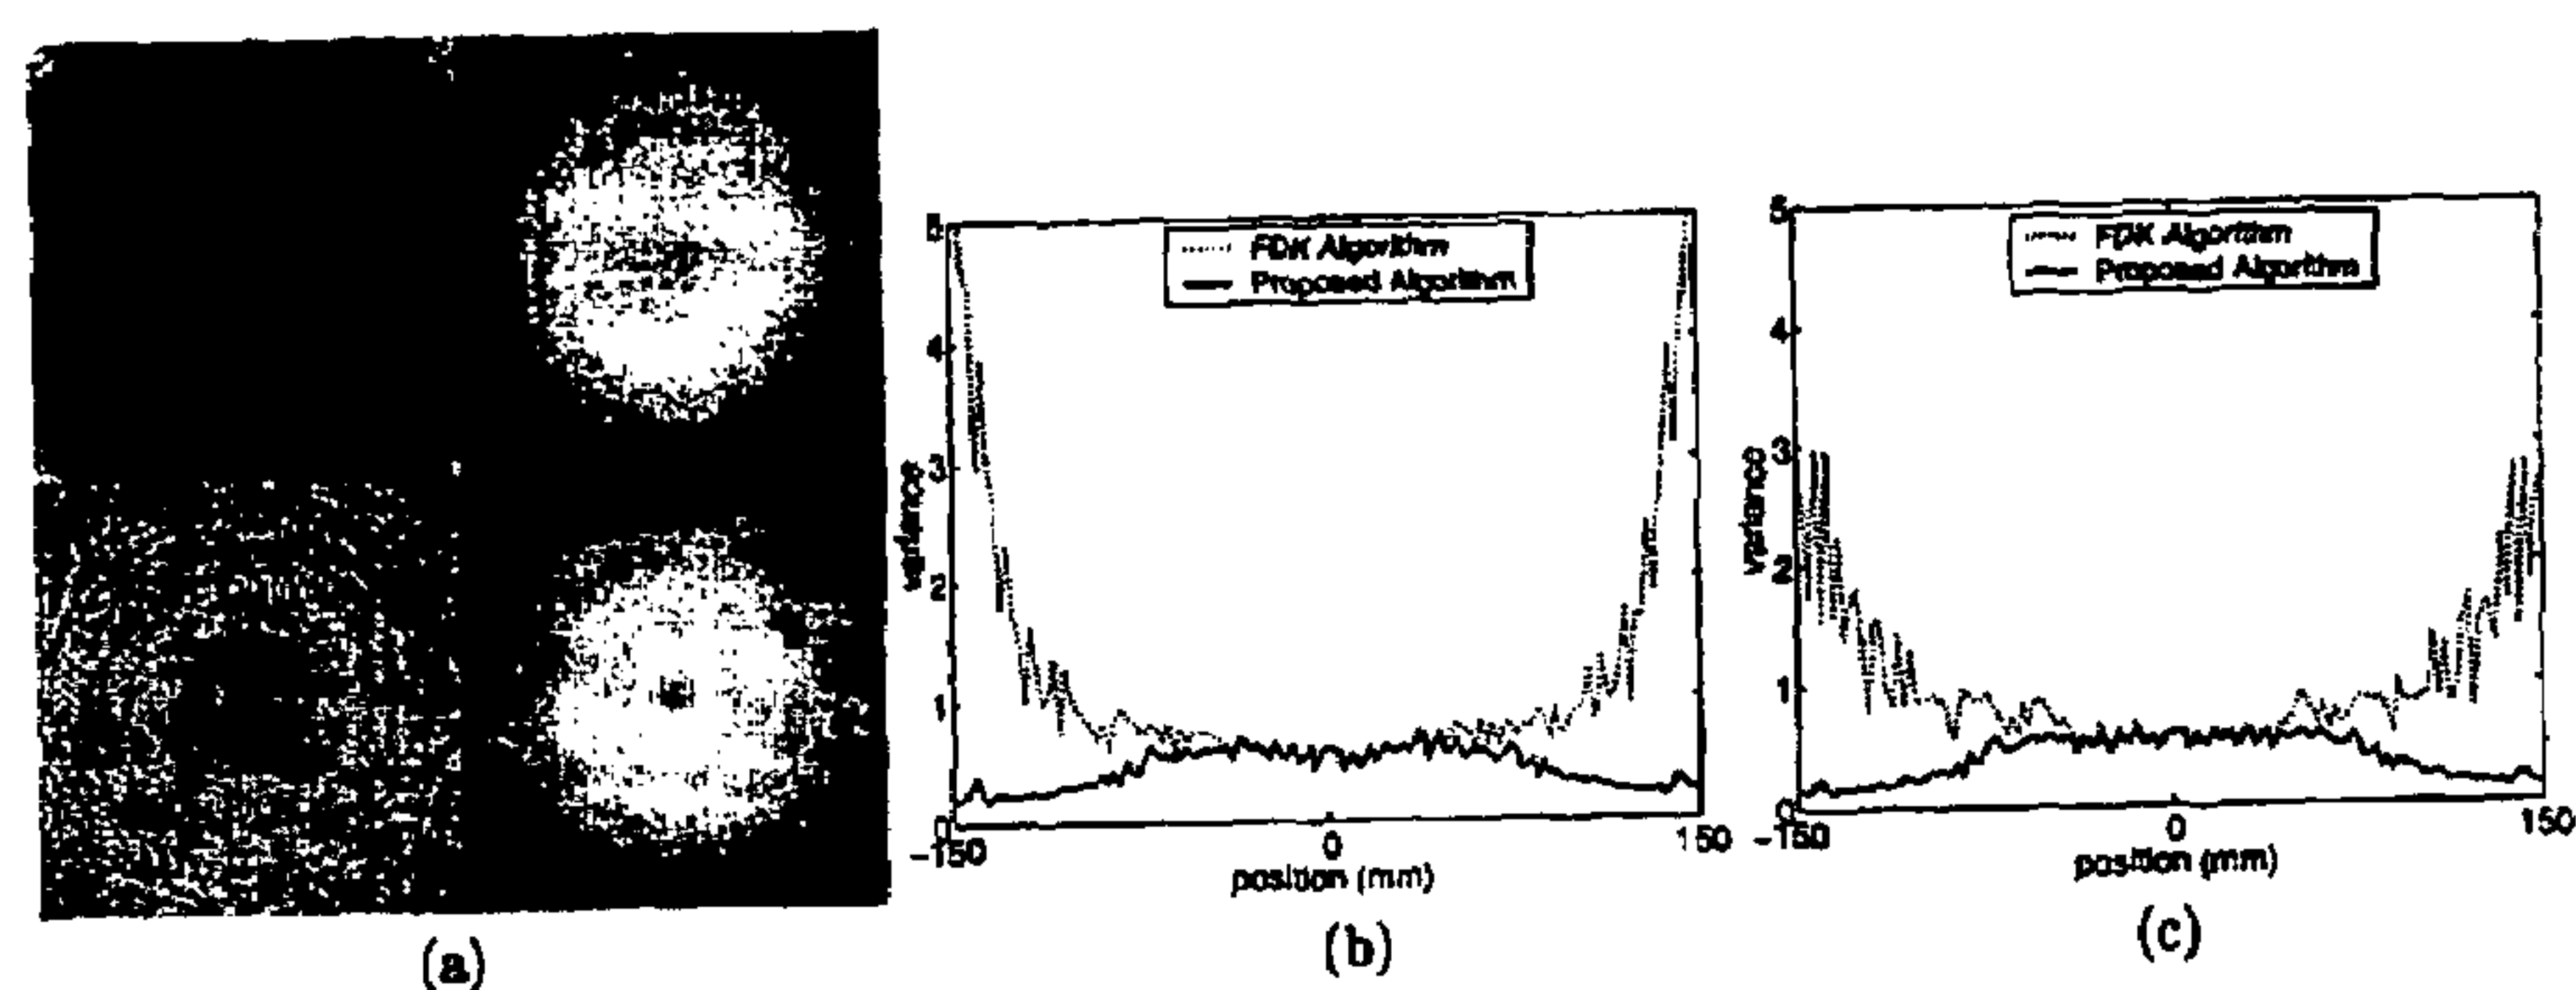 (a)
5
4
3
2
1
0
variance
FDK Algorithm
Proposed Algorithm
-150
0
150
position (mm)
(b)
5
4
3
2
1
0
variance
FDK Algorithm
Proposed Algorithm
-150
0
150
position (mm)
(c)